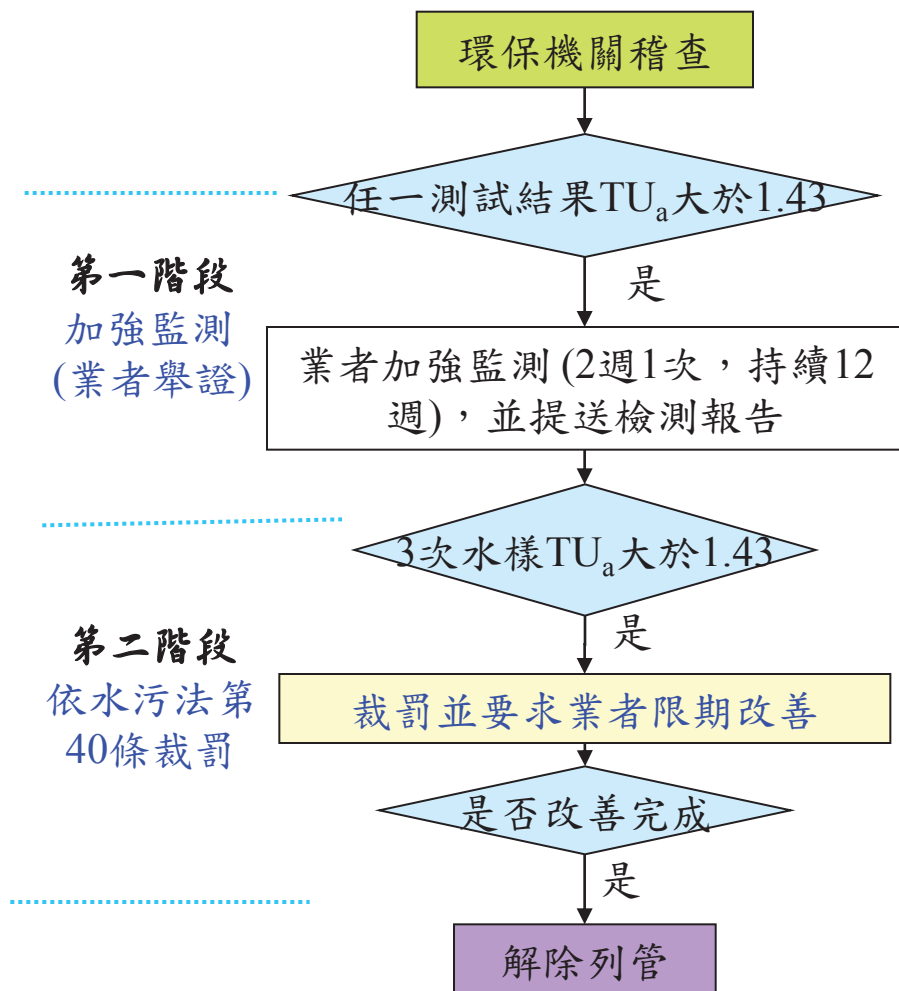 環保機關稽查
任一測試結果TUa大於1.43
是
第一階段
加強監測
(業者舉證)
業者加強監測(2週1次，持續12
週)，並提送檢測報告
3次水樣TUa大於1.43
是
第二階段
依水污法第
40條裁罰
裁罰並要求業者限期改善
是否改善完成
是
解除列管